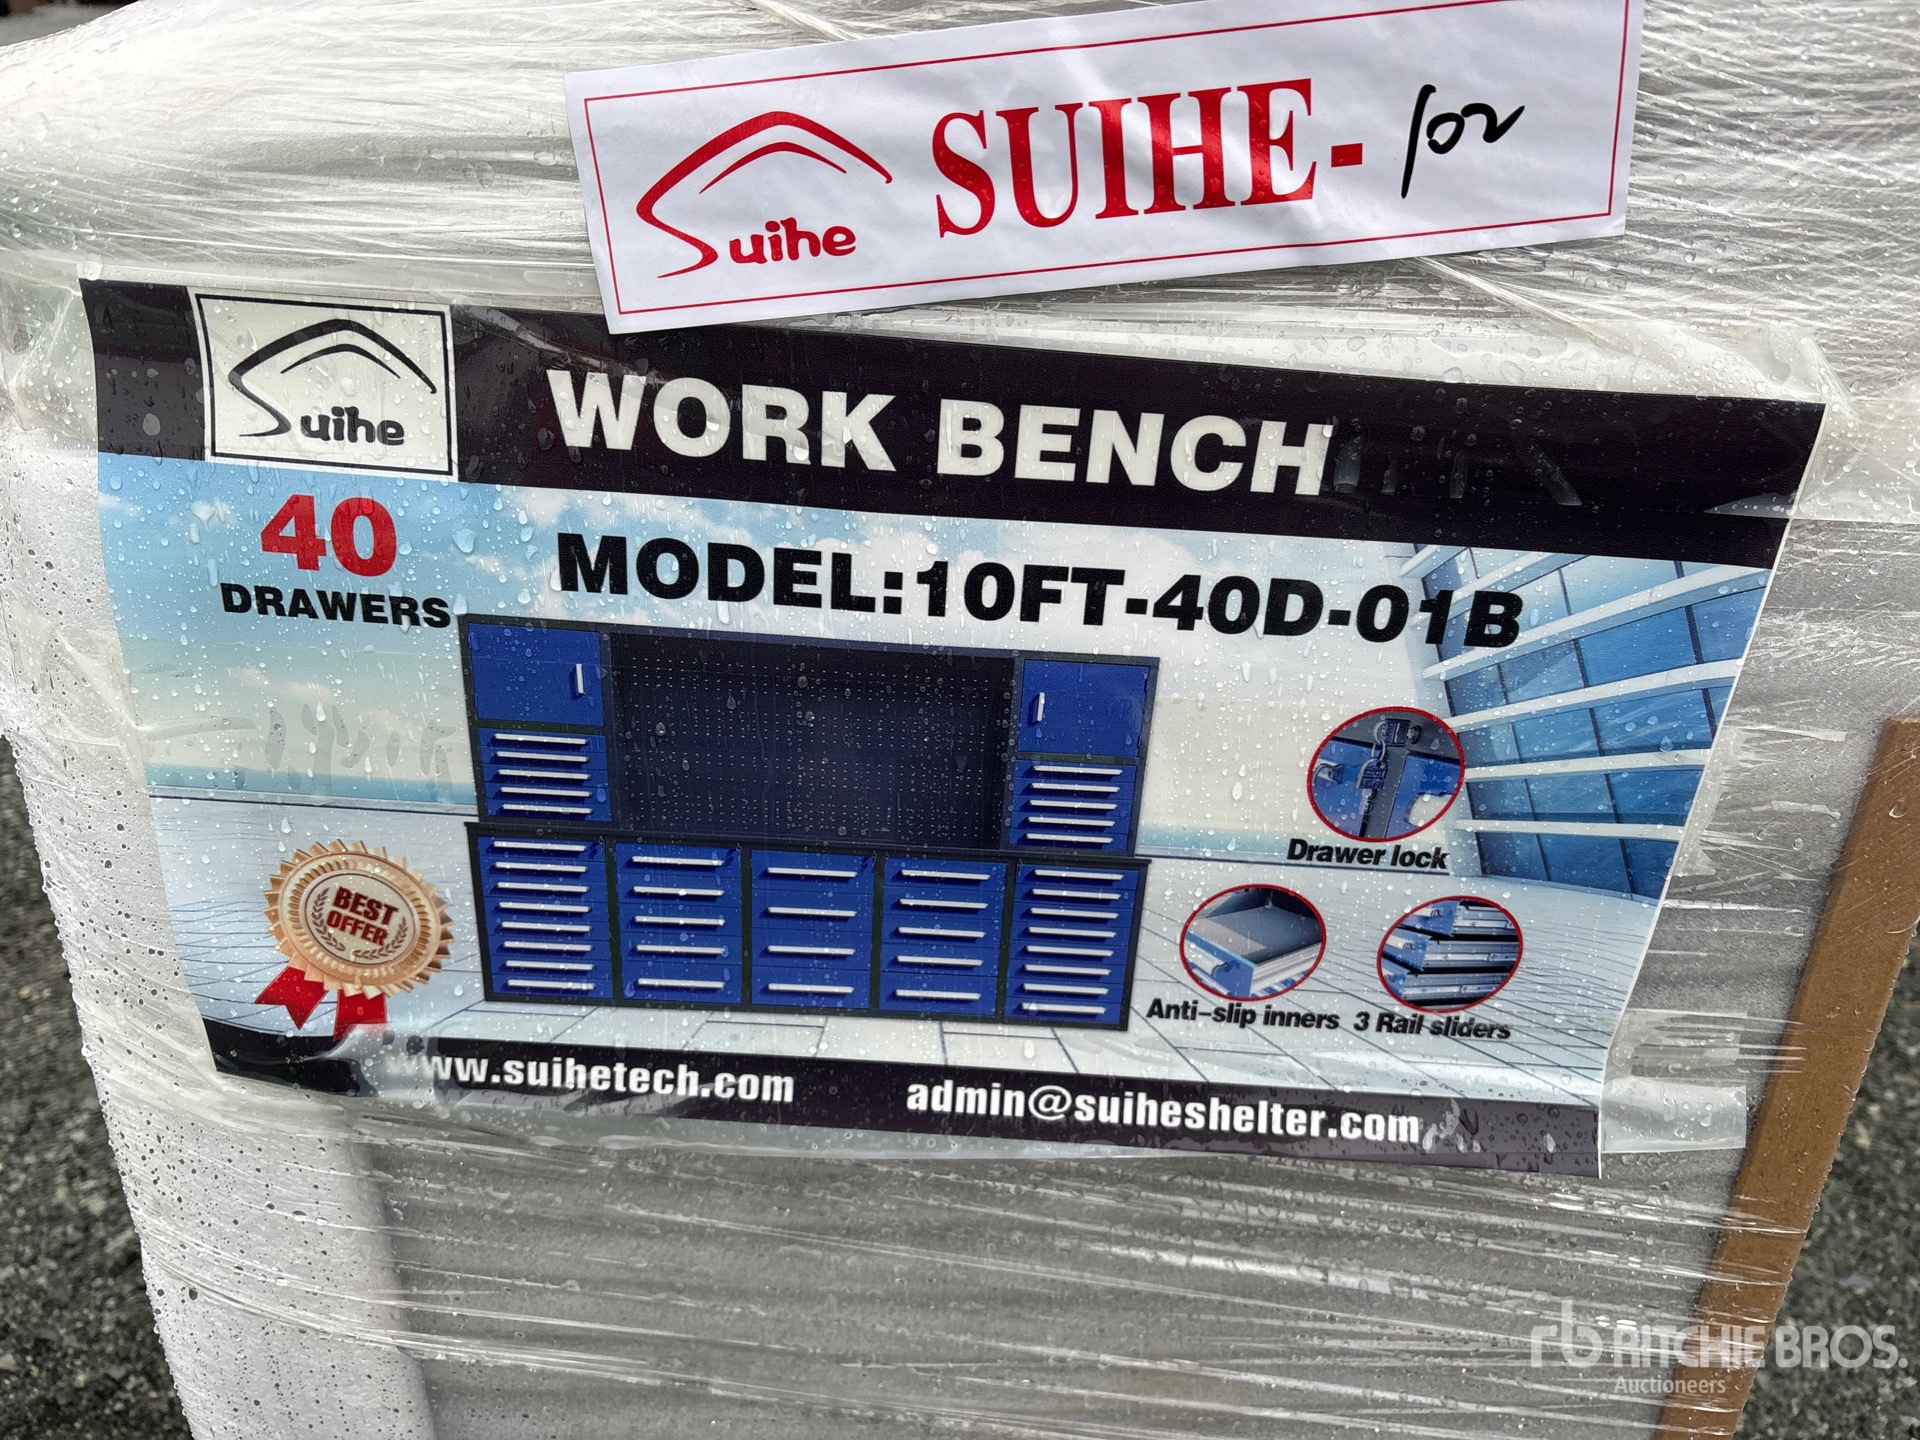 Suihe SUIHE-102
Suihe
WORK BENCH
40
DRAWERS
MODEL:10FT-40D-01B
Drawer lock
BEST
OFFER
Anti-slip inners 3 Rail sliders
www.suihetech.com admin@suiheshelter.com
rb RITCHIE BROS.
Auctioneers